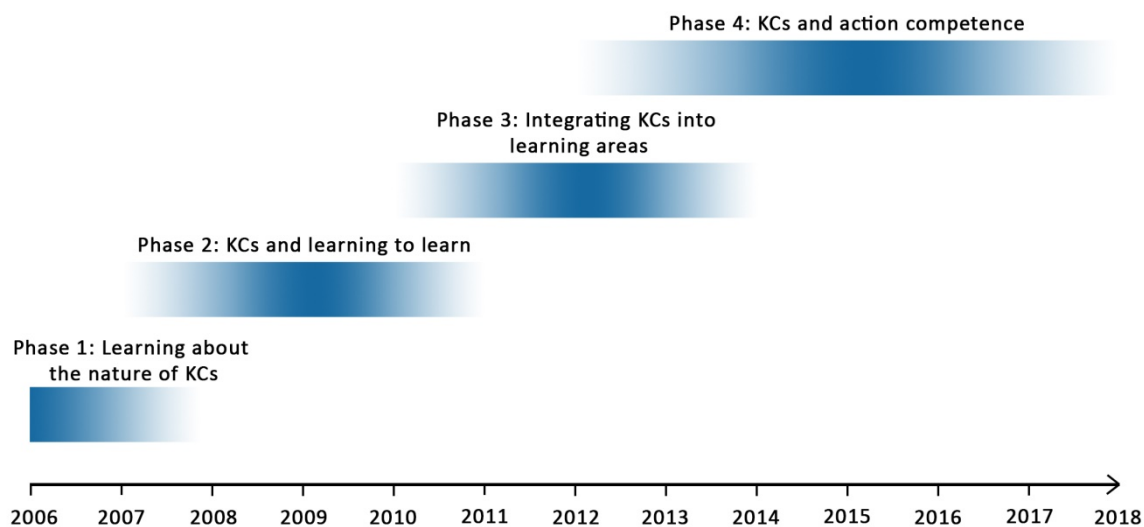 Phase 4: KCs and action competence
Phase 3: Integrating KCs into
learning areas
Phase 2: KCs and learning to learn
Phase 1: Learning about
the nature of KCs
2006 2007 2008 2009 2010 2011 2012 2013 2014 2015 2016 2017 2018